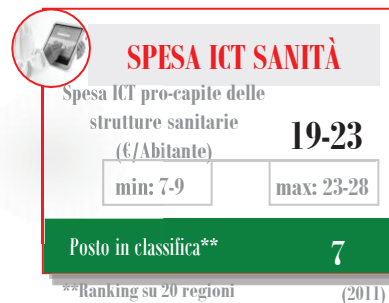 SPESA ICT SANITÀ
Spesa ICT pro-capite delle
strutture sanitarie
(€/Abitante)
19-23
min: 7-9
max: 23-28
Posto in classifica** 7
**Ranking su 20 regioni (2011)